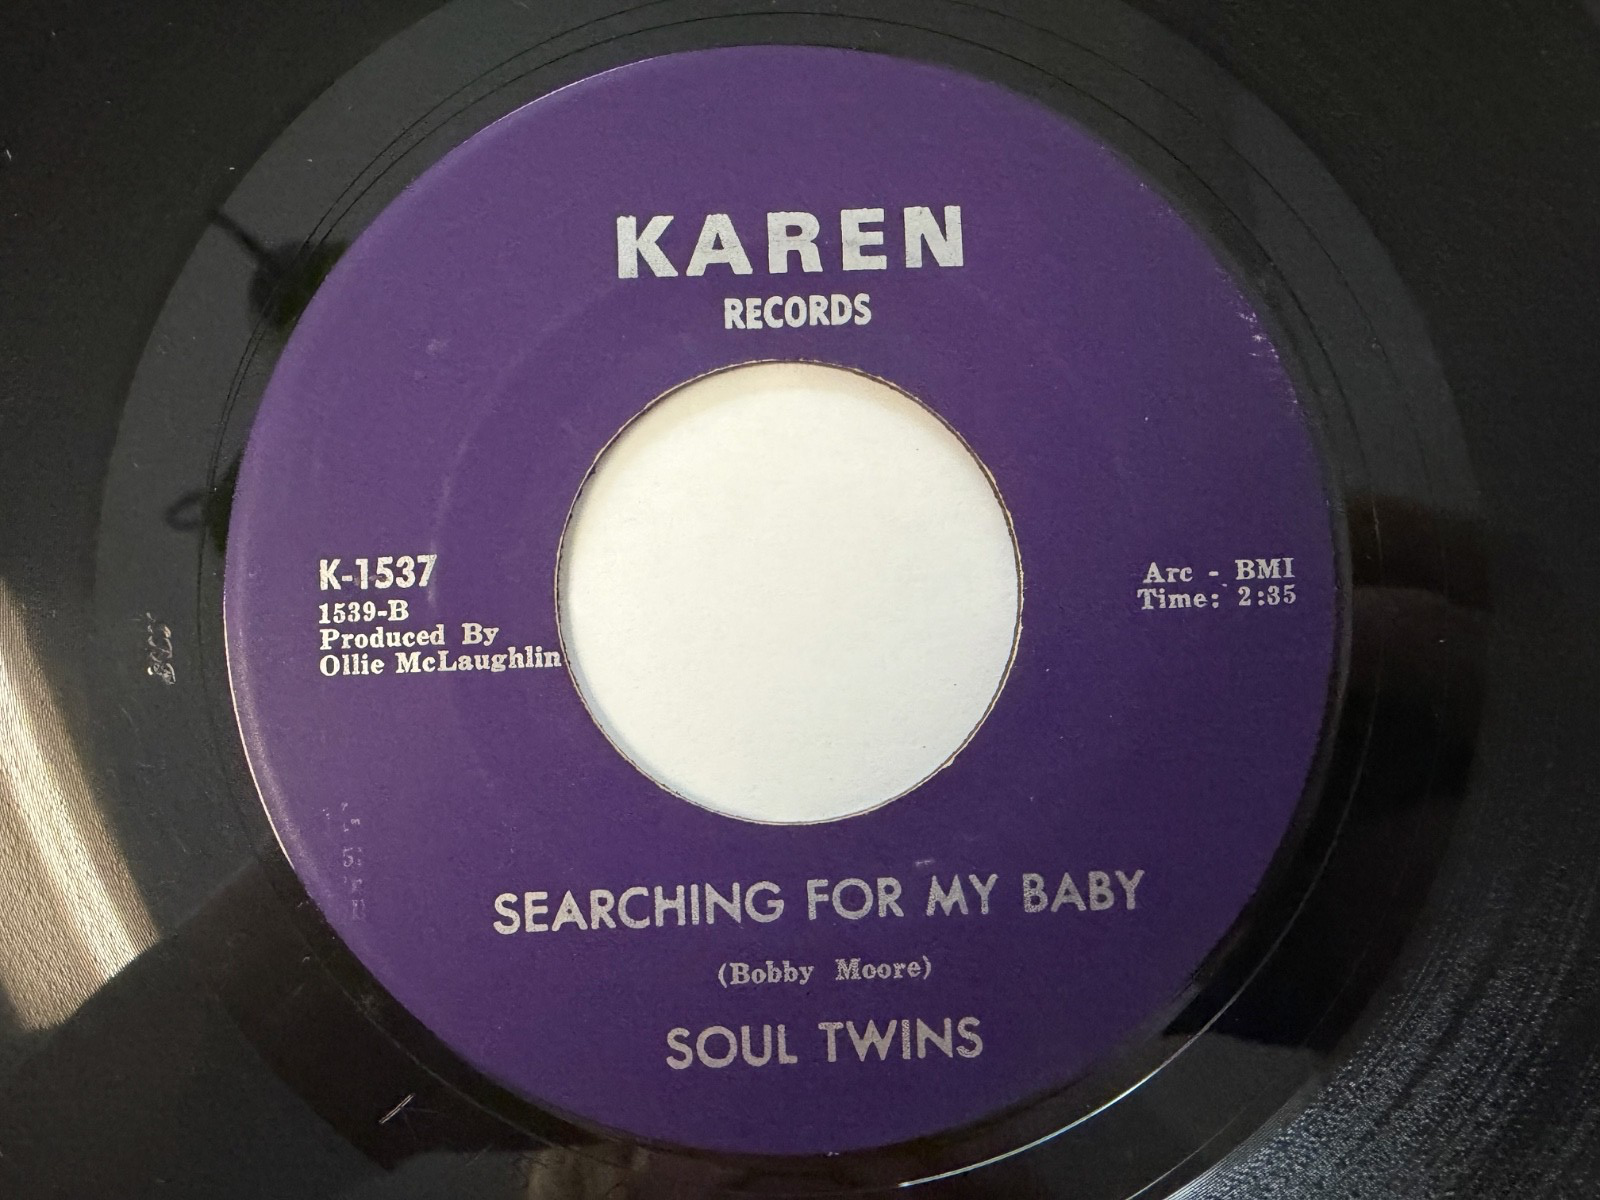 KAREN
RECORDS
K-1537
1539-B
Produced By
Ollie McLaughlin
Arc - BMI
Time: 2:35
SEARCHING FOR MY BABY
(Bobby Moore)
SOUL TWINS